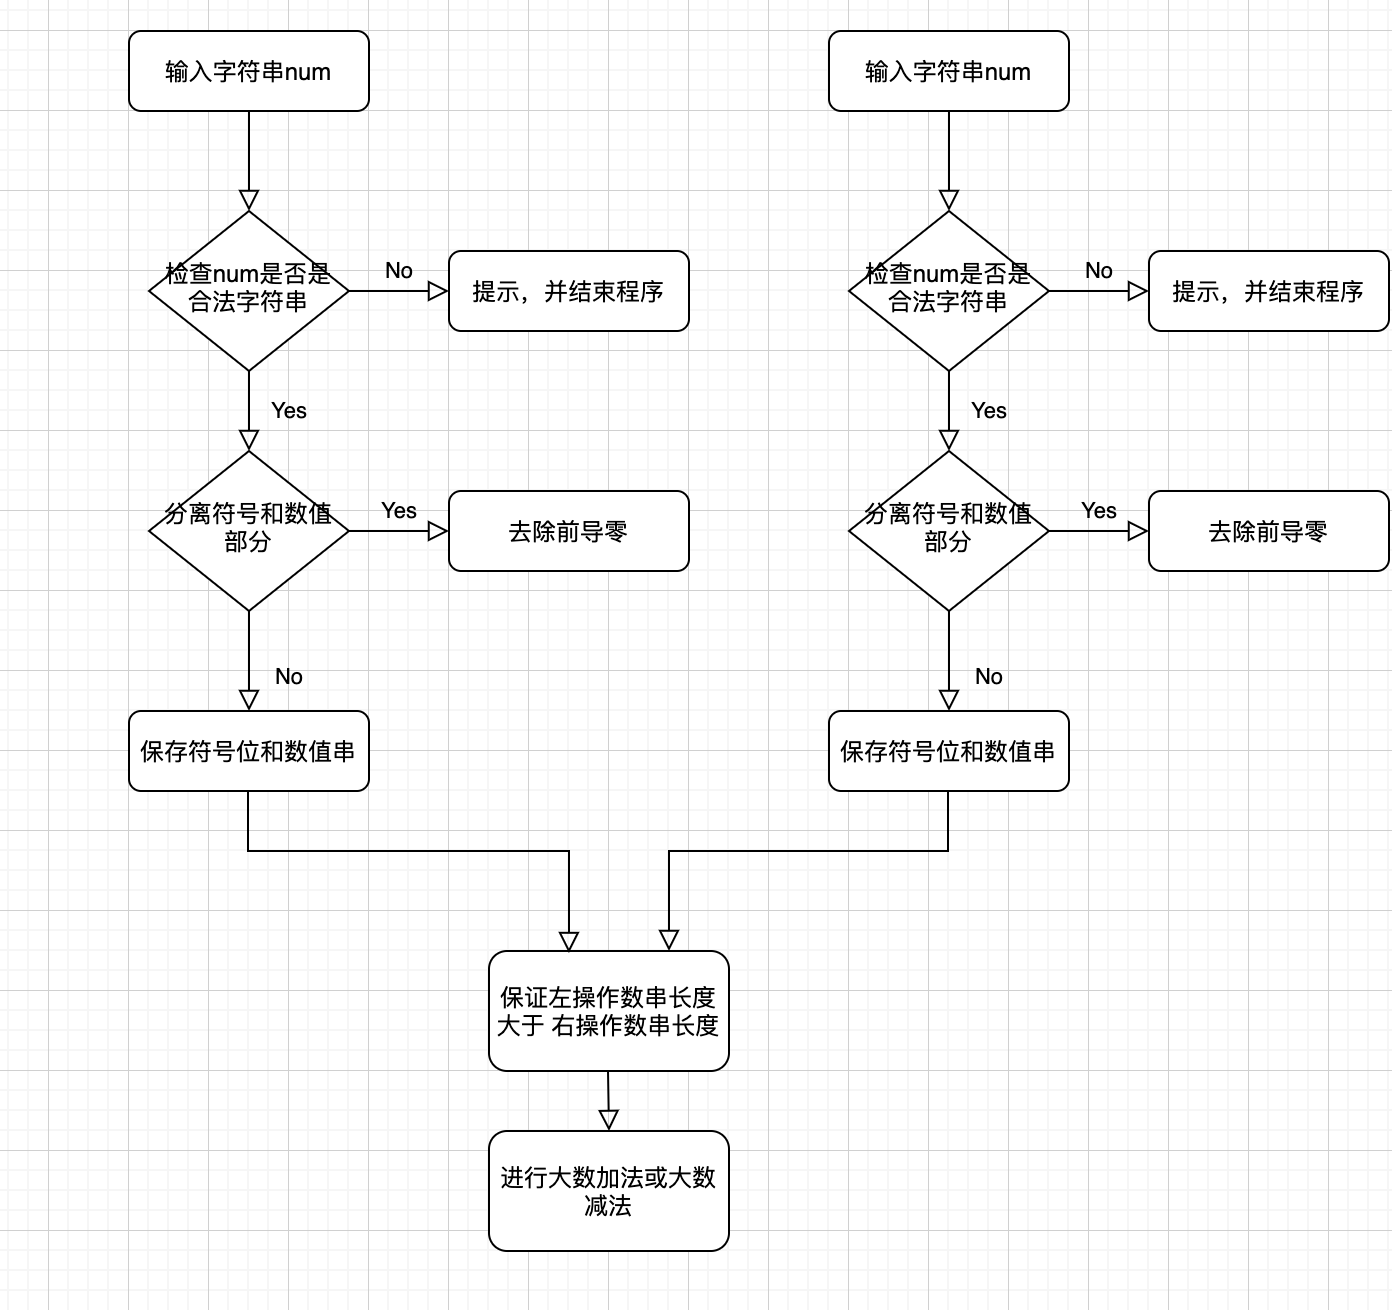 输入字符串num
检查num是否是
合法字符串
No
提示，并结束程序
Yes
分离符号和数值
部分
Yes
去除前导零
No
保存符号位和数值串
输入字符串num
检查num是否是
合法字符串
No
提示，并结束程序
Yes
分离符号和数值
部分
Yes
去除前导零
No
保存符号位和数值串
保证左操作数串长度
大于 右操作数串长度
进行大数加法或大数
减法